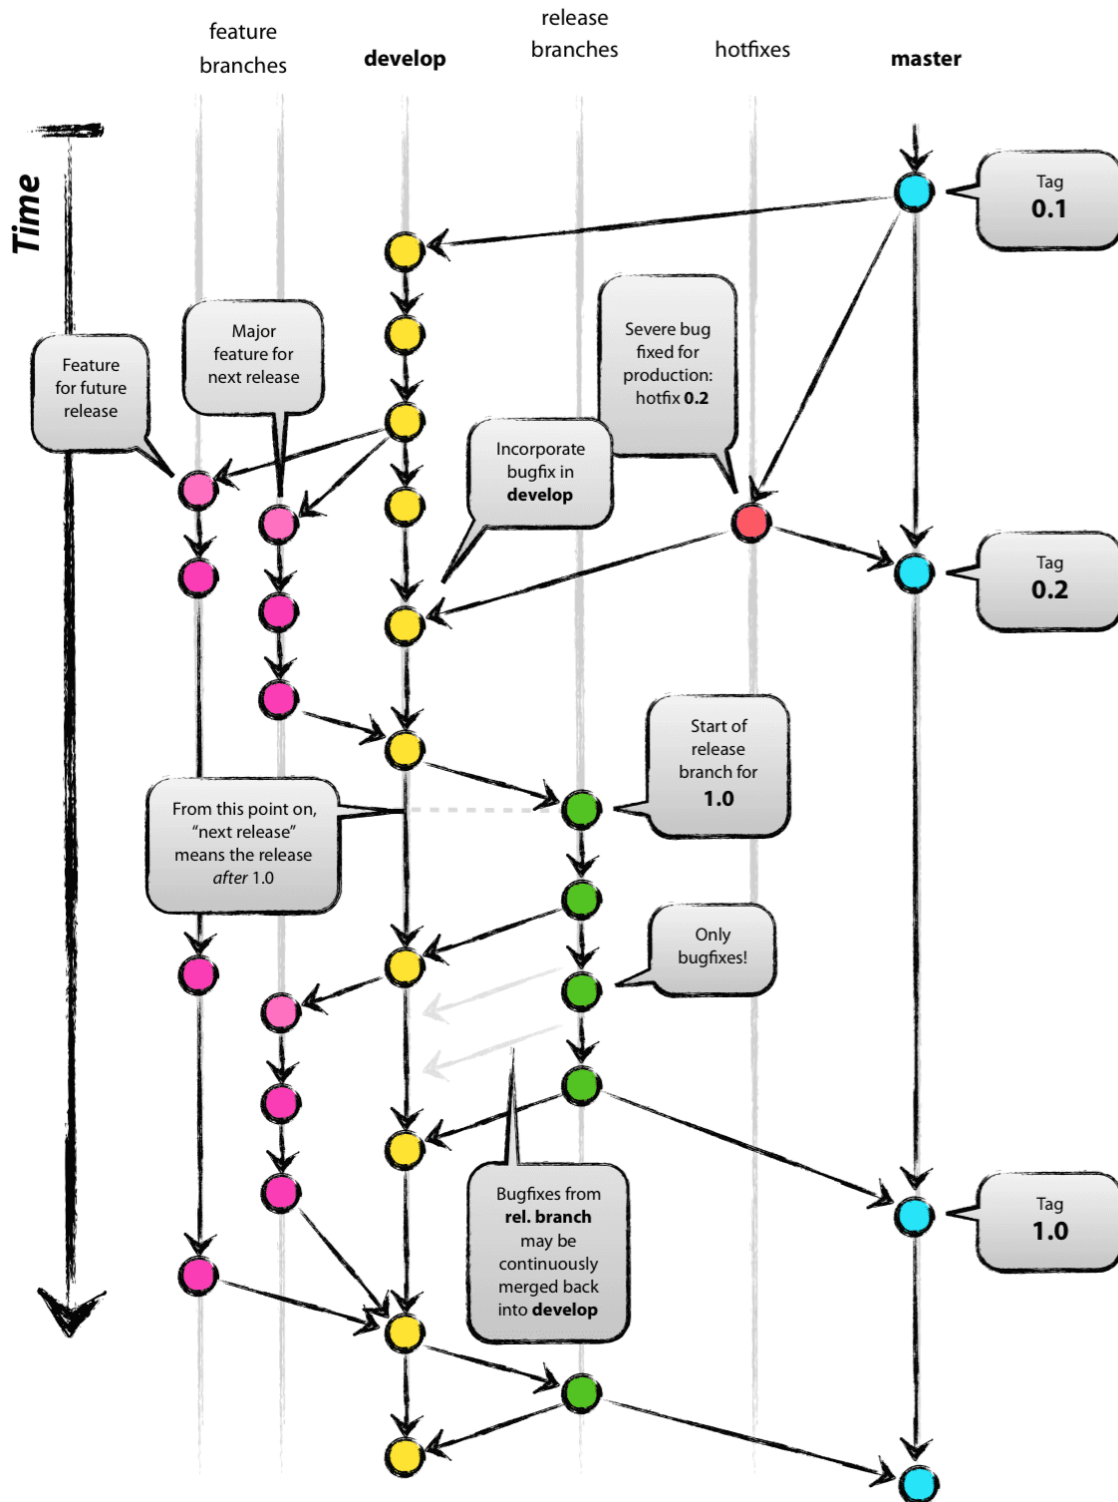 feature
branches
develop
release
branches
hotfixes
master
Time
Tag
0.1
Major
feature for
next release
Severe bug
fixed for
production:
hotfix 0.2
Feature
for future
release
Incorporate
bugfix in
develop
Tag
0.2
Start of
release
branch for
1.0
From this point on,
“next release”
means the release
after 1.0
Only
bugfixes!
Bugfixes from
rel. branch
may be
continuously
merged back
into develop
Tag
1.0